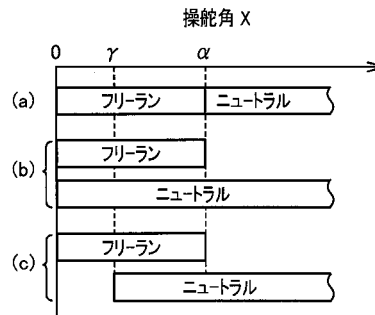 操舵角 X
0 γ α
(a) フリーラン ニュートラル
フリーラン
(b)
ニュートラル
フリーラン
(c)
ニュートラル